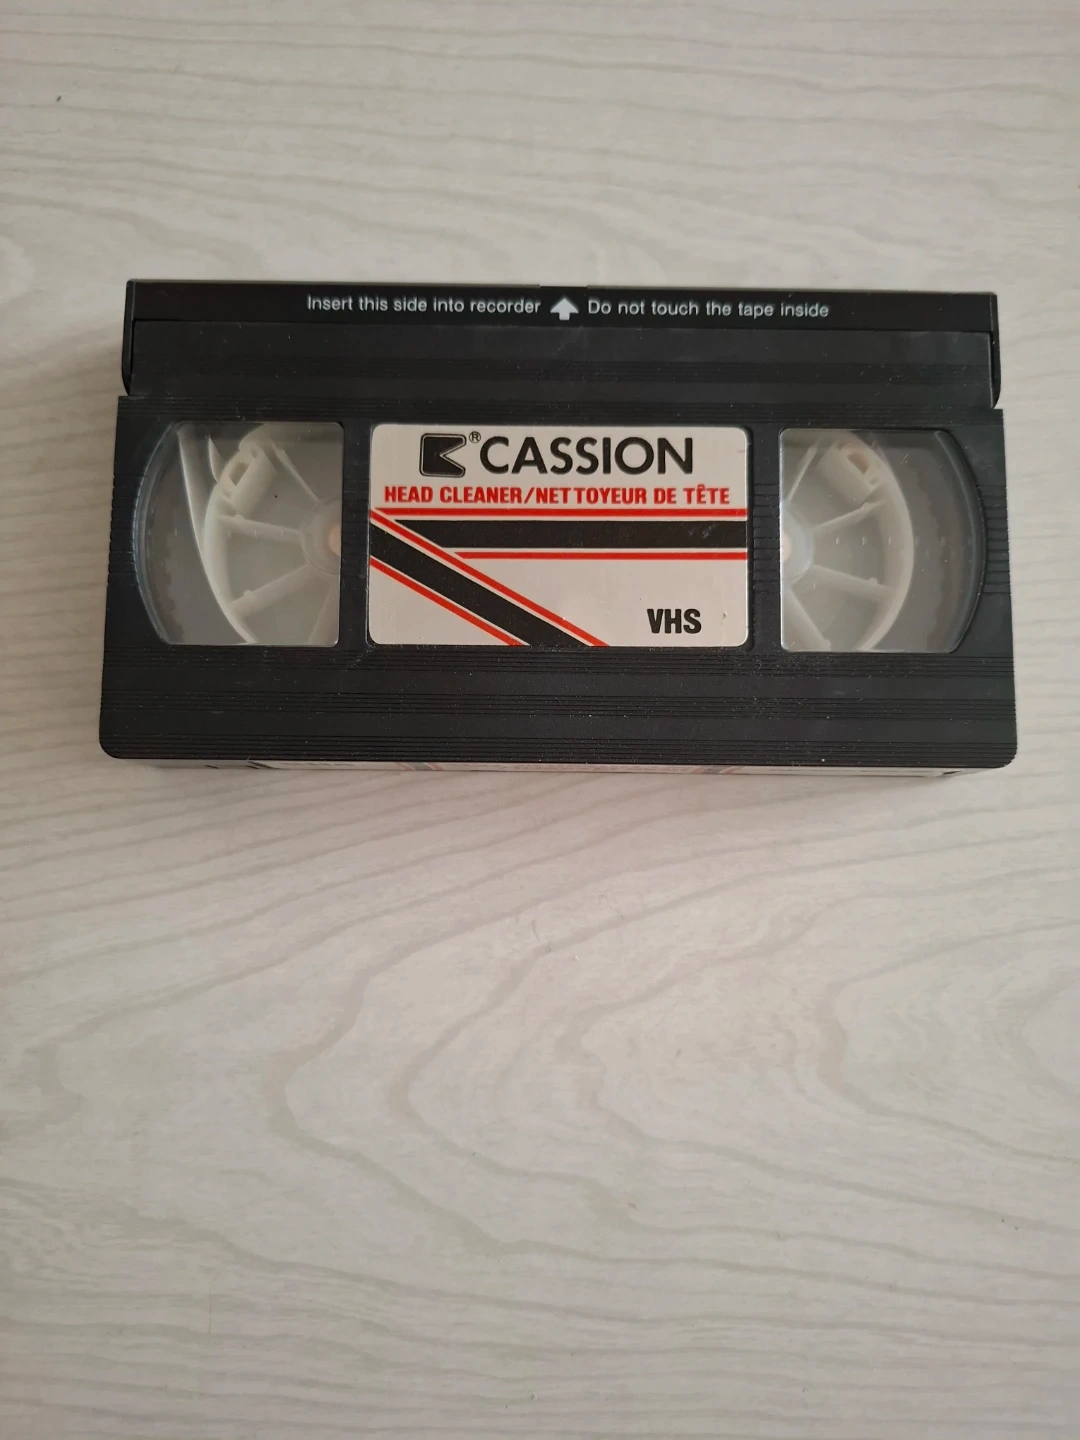 Insert this side into recorder Do not touch the tape inside
® CASSION
HEAD CLEANER/NETTOYEUR DE TÊTE
VHS